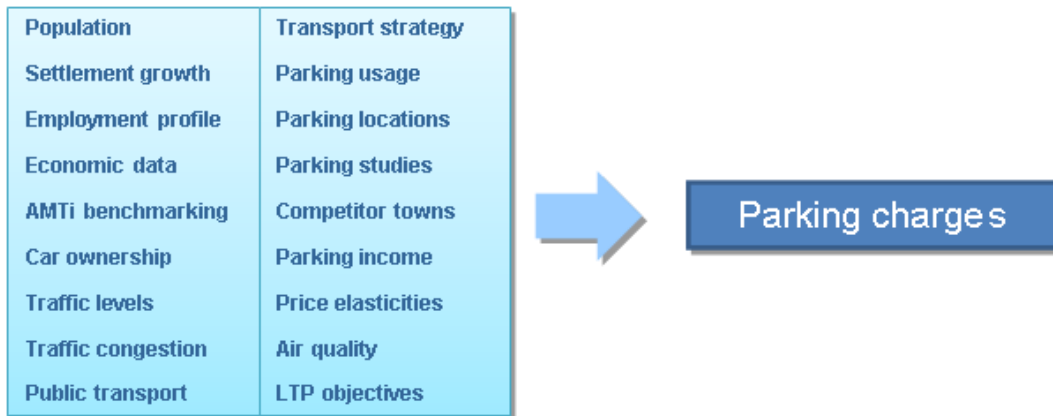 Population
Settlement growth
Employment profile
Economic data
AMTi benchmarking
Car ownership
Traffic levels
Traffic congestion
Public transport
Transport strategy
Parking usage
Parking locations
Parking studies
Competitor towns
Parking income
Price elasticities
Air quality
LTP objectives
Parking charges